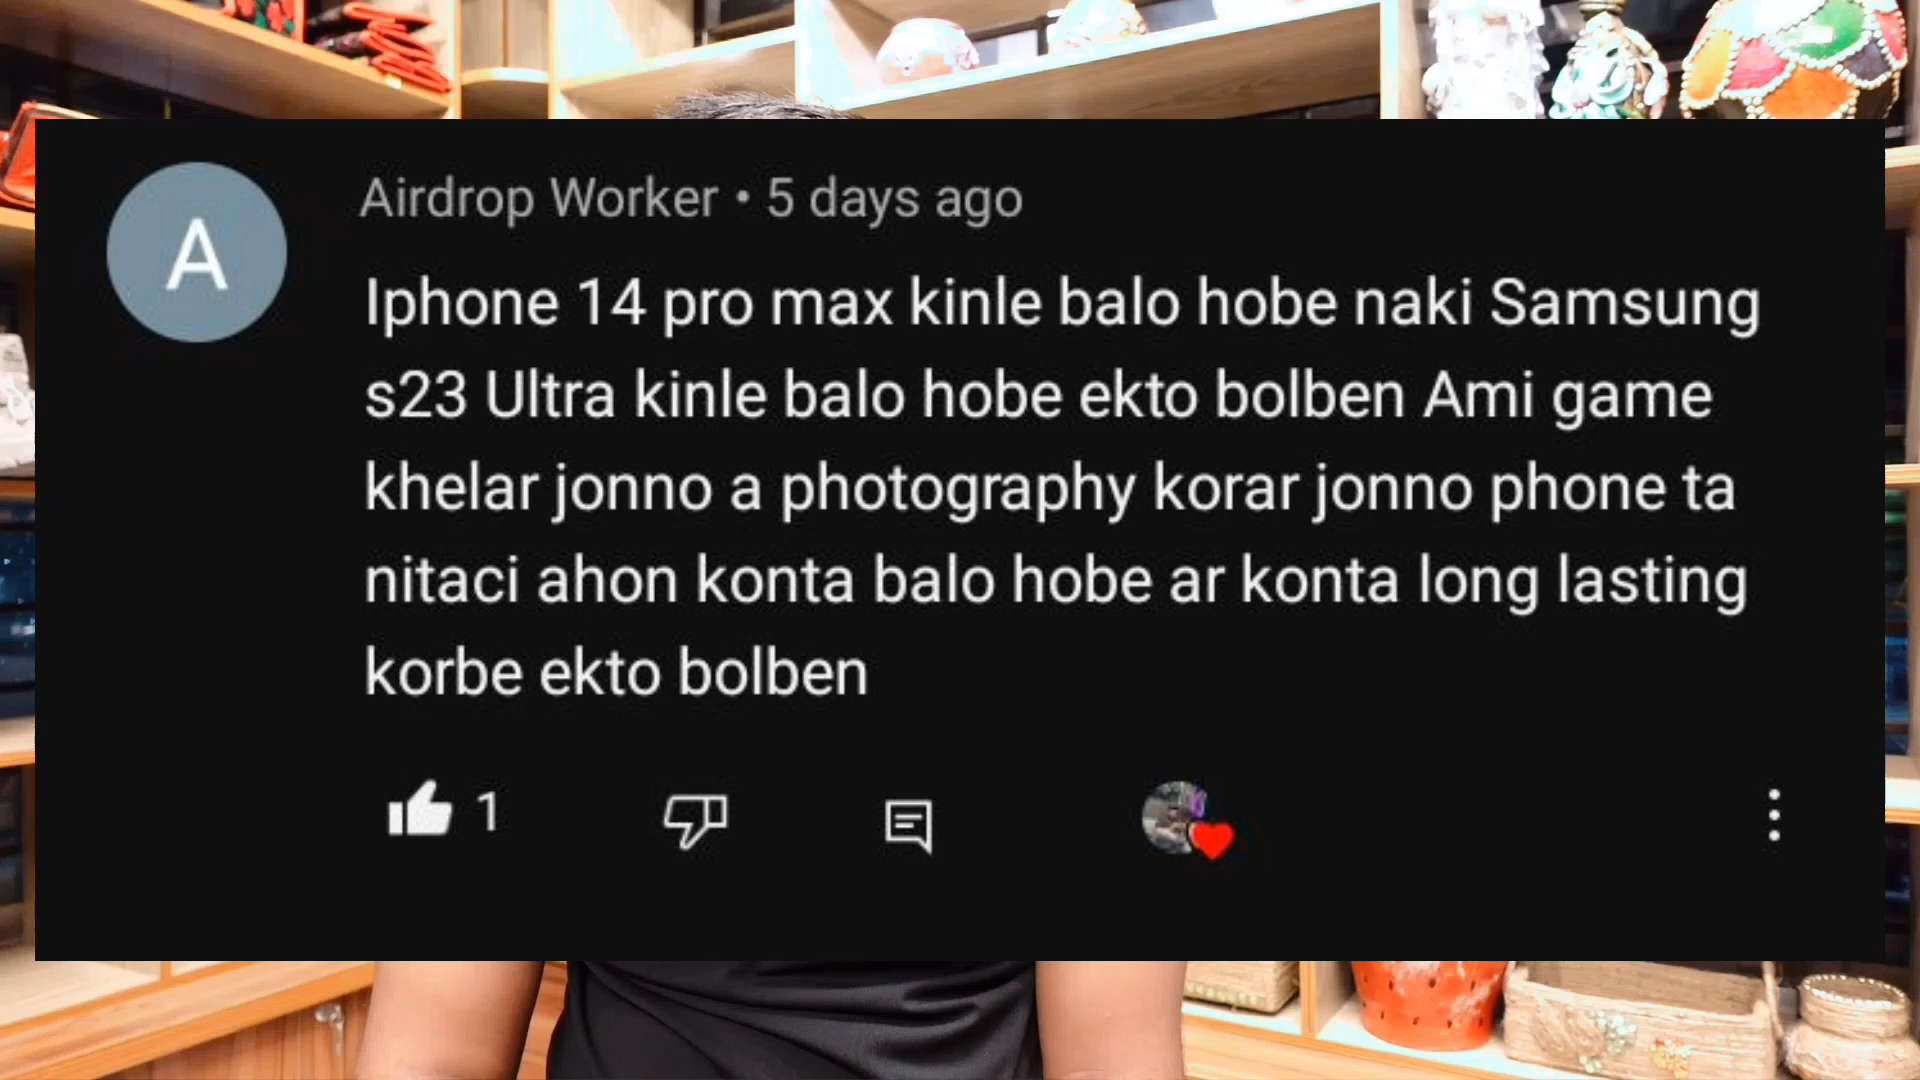 A
Airdrop Worker • 5 days ago
Iphone 14 pro max kinle balo hobe naki Samsung
s23 Ultra kinle balo hobe ekto bolben Ami game
khelar jonno a photography korar jonno phone ta
nitaci ahon konta balo hobe ar konta long lasting
korbe ekto bolben
1